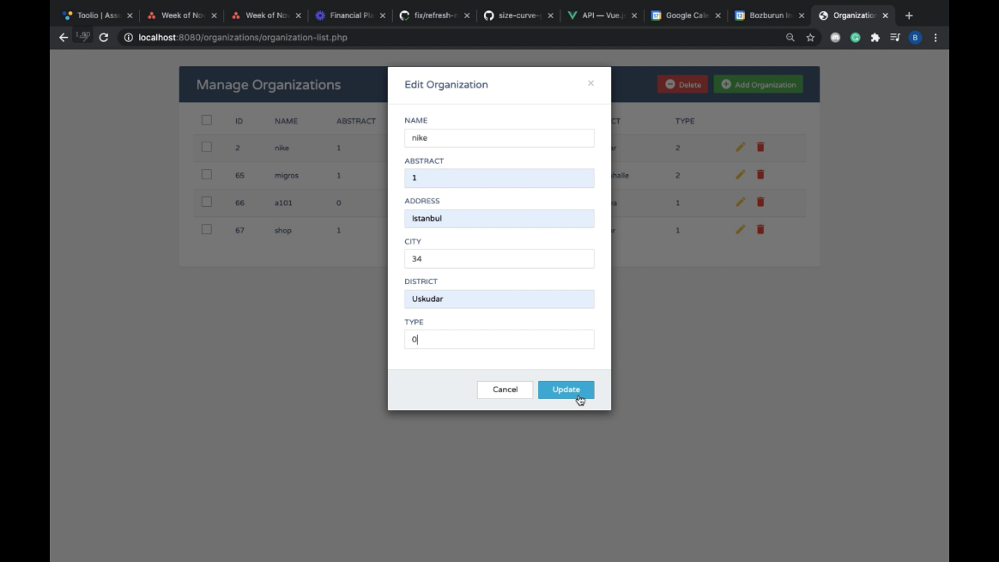 Toolio | Ass
Week of No
Week of No
Financial Pl
fix/refresh-
size-curve-
API — Vue.j
Google Cale
Bozburun In
Organizatio
localhost:8080/organizations/organization-list.php
B
Manage Organizations
Delete
Add Organization
ID NAME ABSTRACT CT TYPE
2 nike 1 ar 2
65 migros 1 halle 2
66 a101 0 a 1
67 shop 1 r 1
Edit Organization
×
NAME
nike
ABSTRACT
1
ADDRESS
Istanbul
CITY
34
DISTRICT
Uskudar
TYPE
0
Cancel
Update